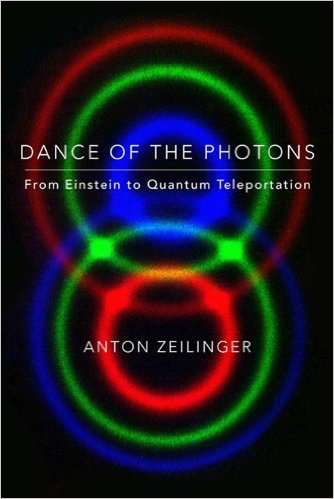 DANCE OF THE PHOTONS
From Einstein to Quantum Teleportation
ANTON ZEILINGER